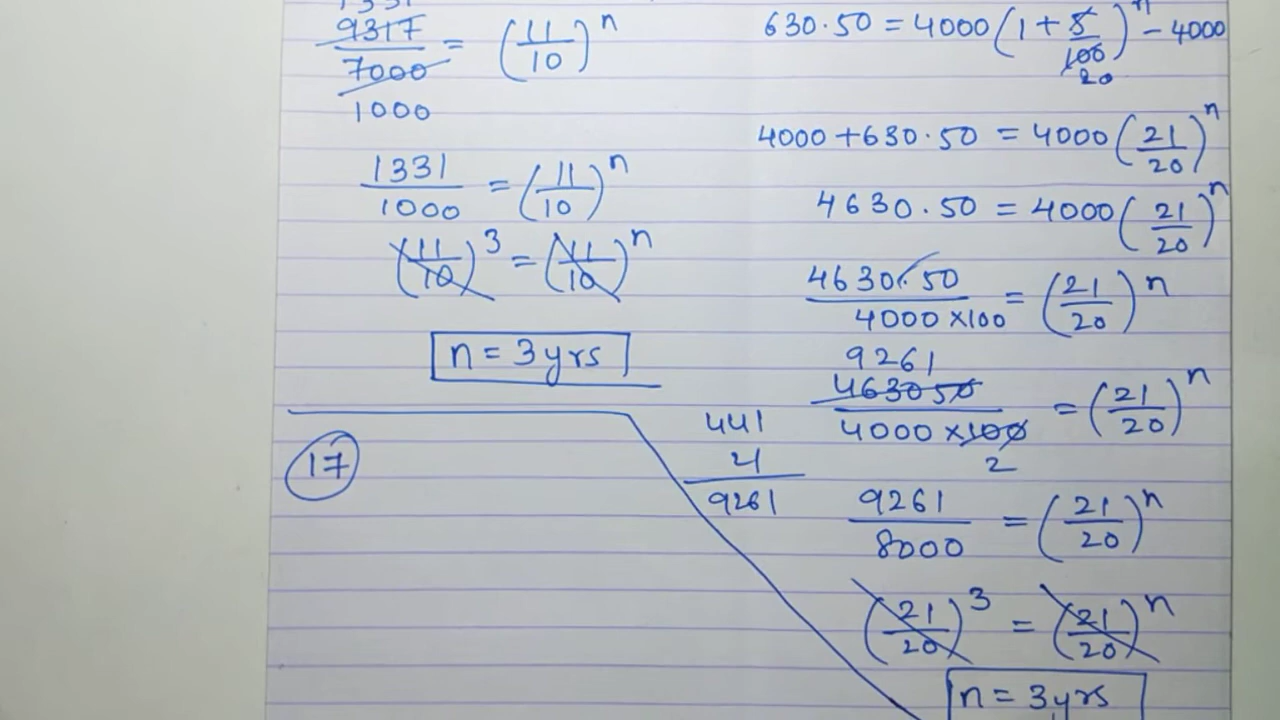 1331
9317/7000 = (11/10)^n
1000
1331/1000 = (11/10)^n
(11/10)^3 = (11/10)^n
n = 3yrs
17
630.50 = 4000(1 + 5/100)^n - 4000
20
4000 + 630.50 = 4000(21/20)^n
4630.50 = 4000(21/20)^n
4630.50/4000 × 100 = (21/20)^n
9261
463050/4000 × 100 = (21/20)^n
2
441
21
9261
9261/8000 = (21/20)^n
(21/20)^3 = (21/20)^n
n = 3yrs